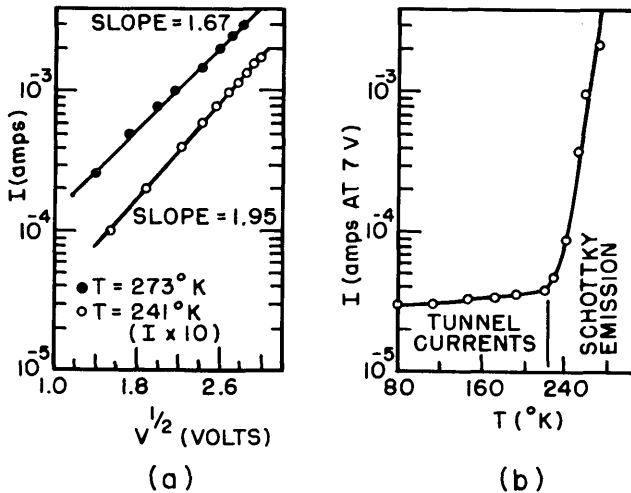 SLOPE = 1.67
I (amps)
10⁻³
10⁻⁴
10⁻⁵
SLOPE = 1.95
● T = 273°K
○ T = 241°K
(I x 10)
1.0 1.8 2.6
V^1/2 (VOLTS)
(a)
I (amps AT 7 V)
10⁻³
10⁻⁴
10⁻⁵
TUNNEL
CURRENTS
SCHOTTKY
EMISSION
80 160 240
T (°K)
(b)